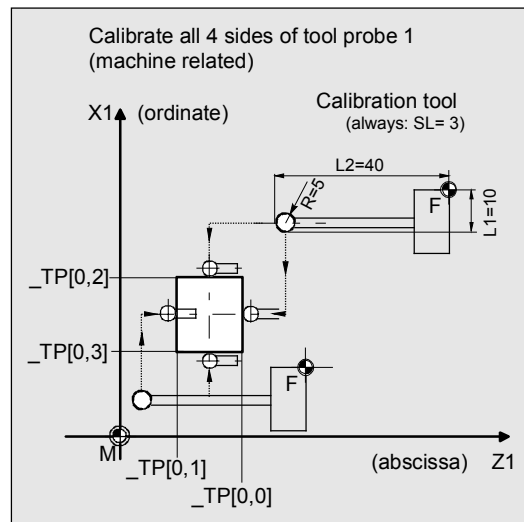 Calibrate all 4 sides of tool probe 1
(machine related)
X1 (ordinate)
Calibration tool
(always: SL= 3)
L2=40
R=5
F
L1=10
_TP[0,2]
_TP[0,3]
F
M
_TP[0,1]
(abscissa) Z1
_TP[0,0]